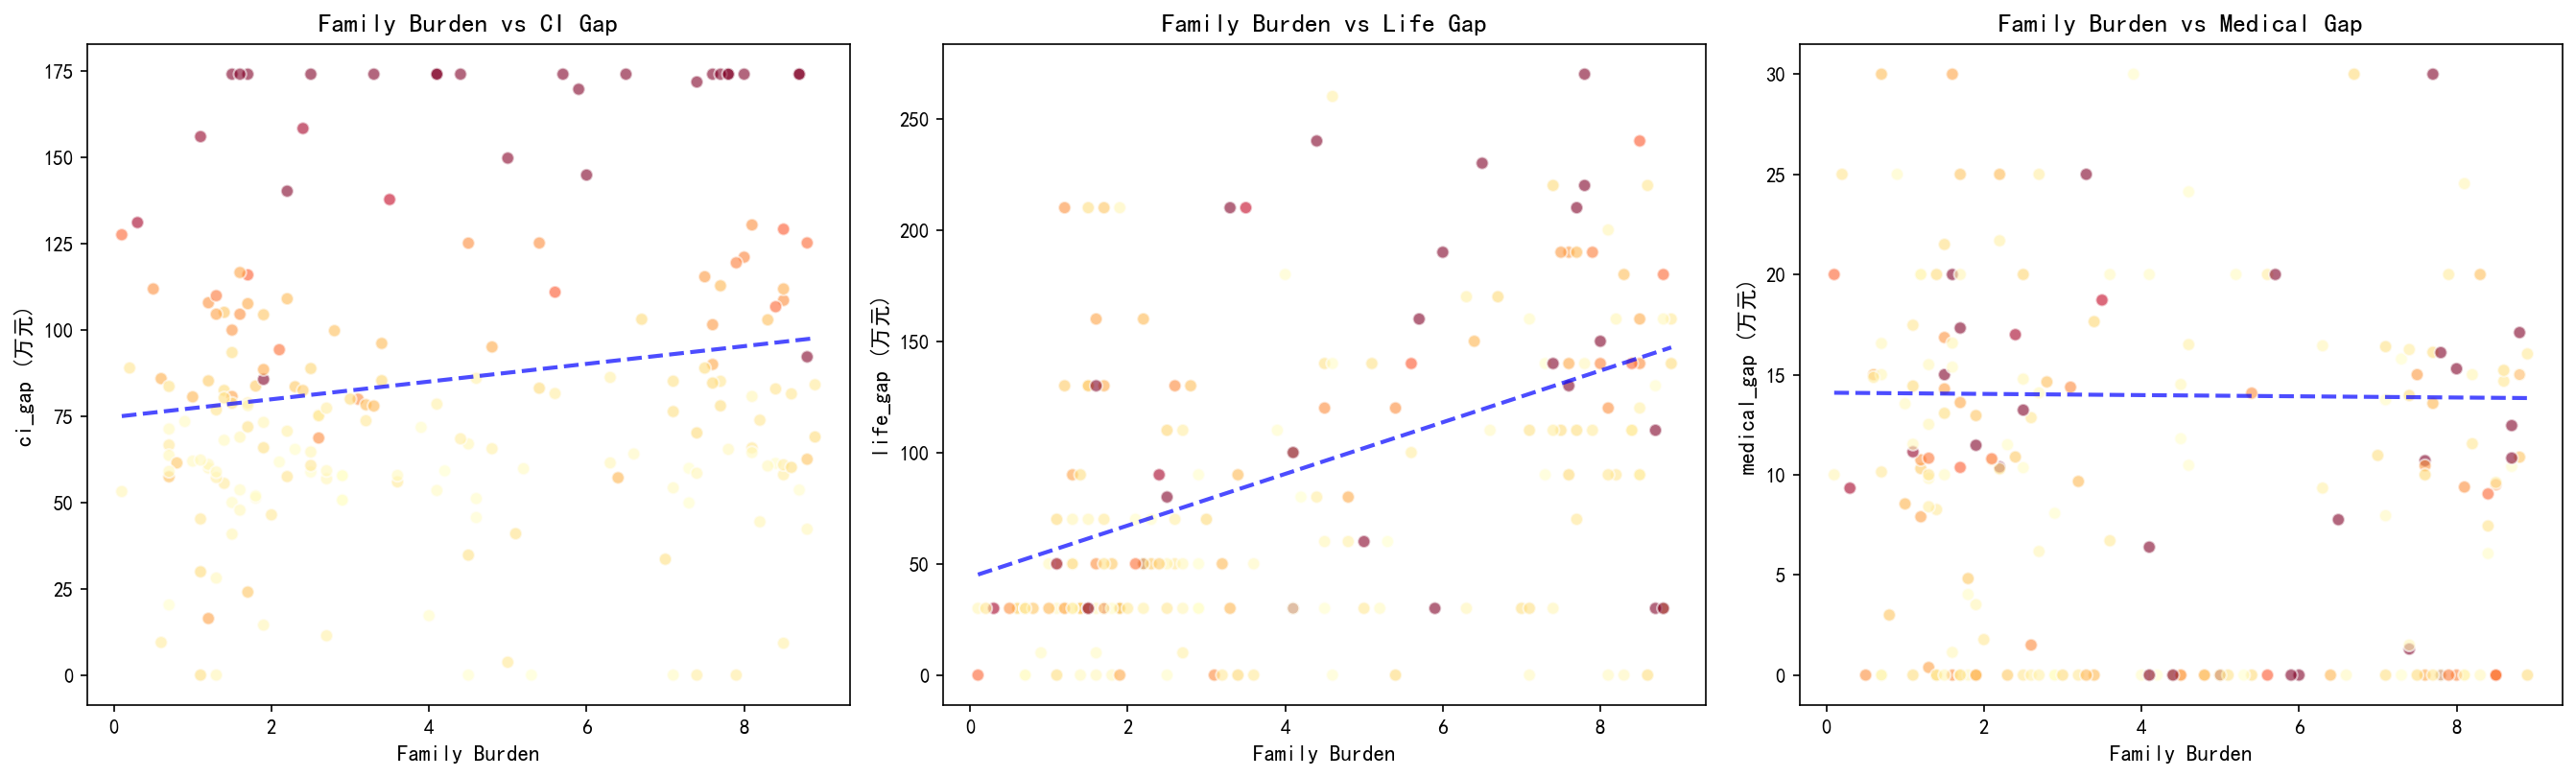 Family Burden vs CI Gap
175
150
125
100
75
50
25
0
ci_gap (万元)
0 2 4 6 8
Family Burden
Family Burden vs Life Gap
250
200
150
100
50
0
life_gap (万元)
0 2 4 6 8
Family Burden
Family Burden vs Medical Gap
30
25
20
15
10
5
0
medical_gap (万元)
0 2 4 6 8
Family Burden